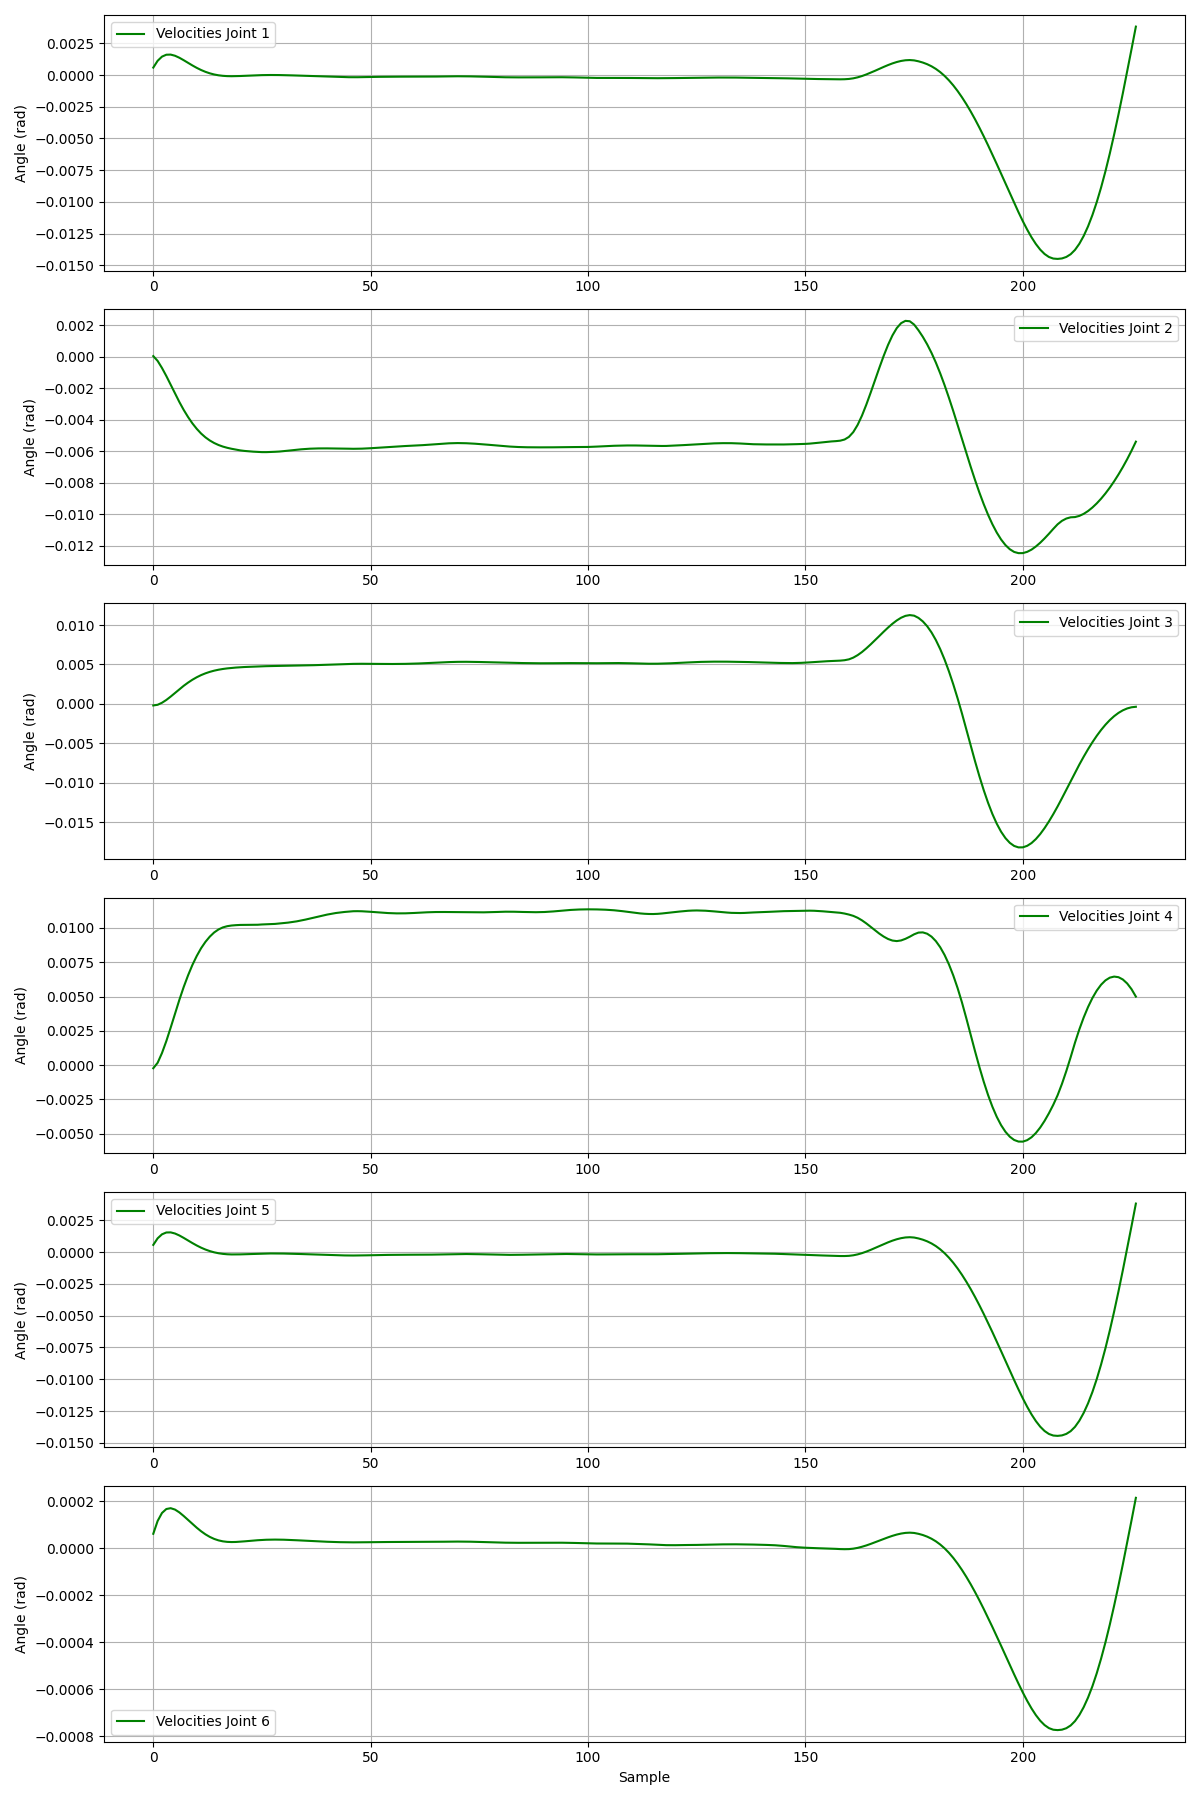 Velocities Joint 1
Angle (rad)
0.0025
0.0000
−0.0025
−0.0050
−0.0075
−0.0100
−0.0125
−0.0150
0 50 100 150 200
Velocities Joint 2
Angle (rad)
0.002
0.000
−0.002
−0.004
−0.006
−0.008
−0.010
−0.012
0 50 100 150 200
Velocities Joint 3
Angle (rad)
0.010
0.005
0.000
−0.005
−0.010
−0.015
0 50 100 150 200
Velocities Joint 4
Angle (rad)
0.0100
0.0075
0.0050
0.0025
0.0000
−0.0025
−0.0050
0 50 100 150 200
Velocities Joint 5
Angle (rad)
0.0025
0.0000
−0.0025
−0.0050
−0.0075
−0.0100
−0.0125
−0.0150
0 50 100 150 200
Angle (rad)
0.0002
0.0000
−0.0002
−0.0004
−0.0006
−0.0008
Velocities Joint 6
0 50 100 150 200
Sample